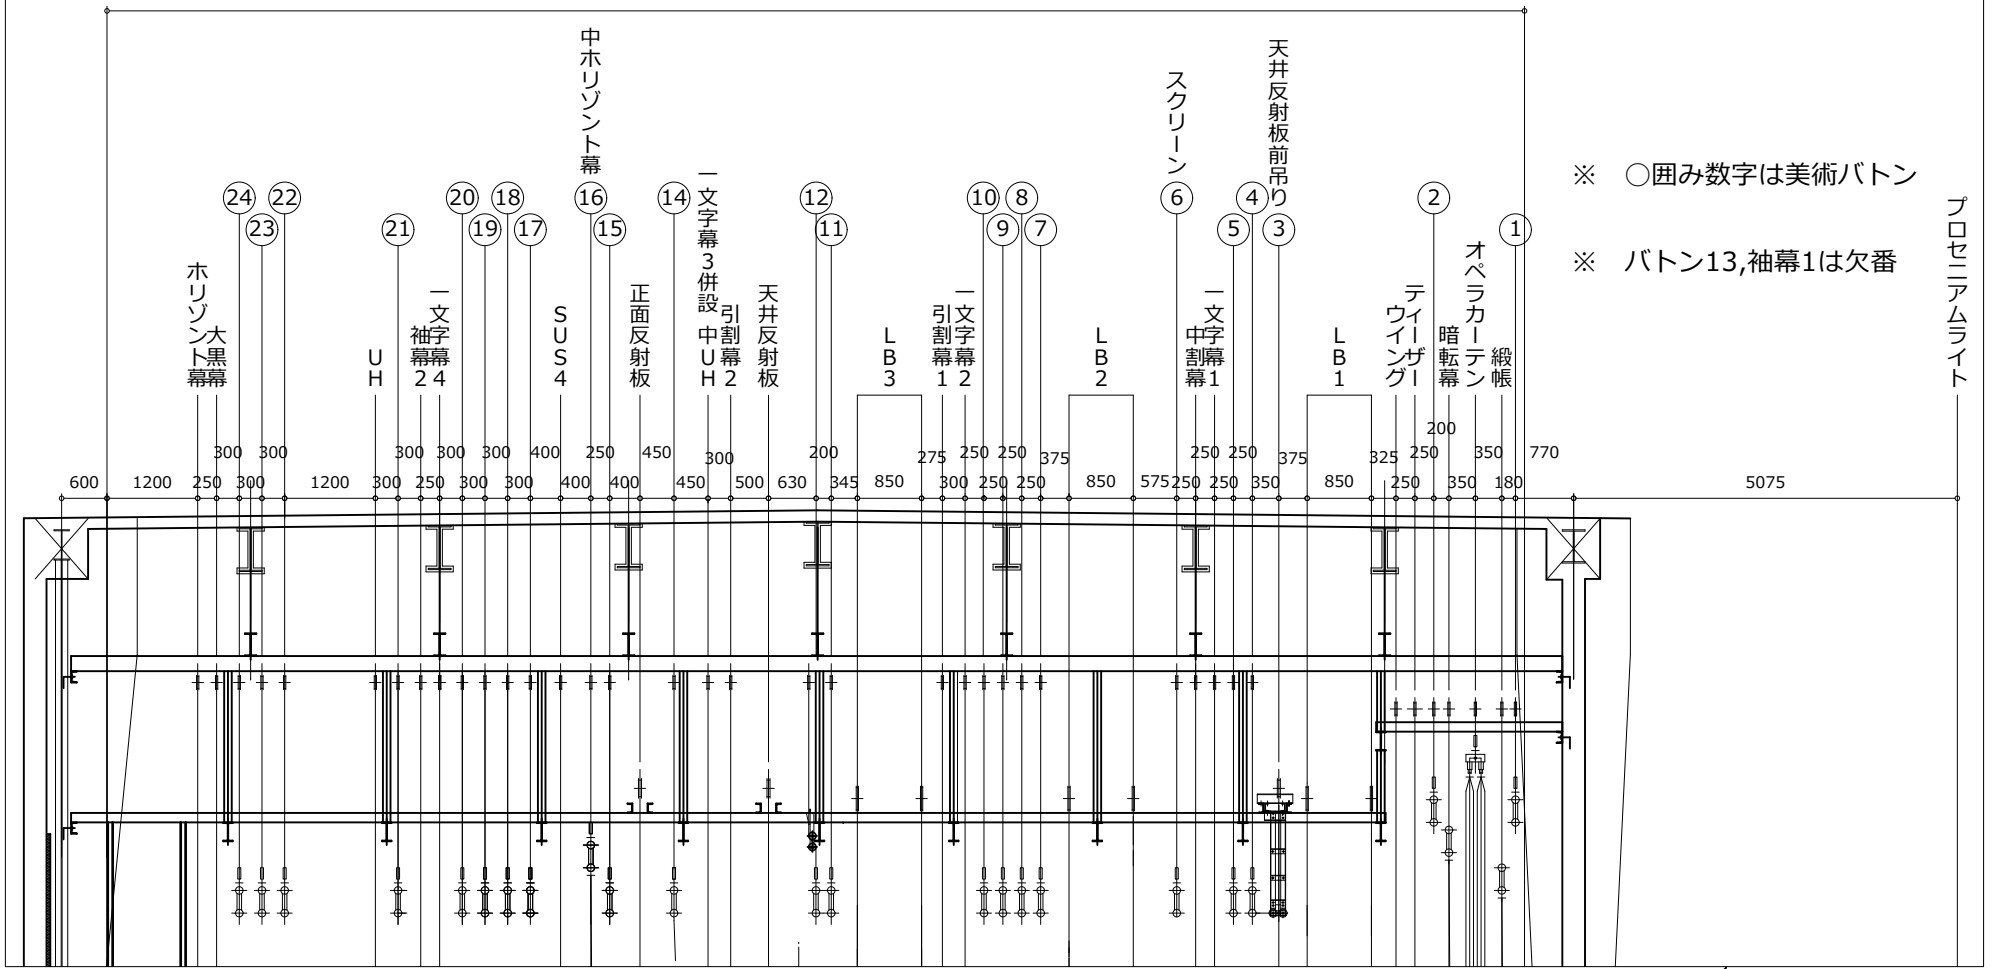 中ホリゾント幕
天井反射板前吊り
スクリーン
※ ○囲み数字は美術バトン
※ バトン13,袖幕1は欠番
プロセニアムライト
24 22 20 18 16 14 12 10 8 6 4 2
23 21 19 17 15 11 9 7 5 3 1
ホリゾント幕
大黒幕
UH
袖幕2
一文字幕4
SUS4
正面反射板
一文字幕3併設 中UH
引割幕2
天井反射板
LB3
引割幕1
一文字幕2
LB2
中割幕
一文字幕1
LB1
ウイング
ティーザー
暗転幕
オペラカーテン
緞帳
200
300 300 300 300 300 400 250 450 300 200 275 250 250 375 250 250 375 325 250 350 770
600 1200 250 300 1200 300 250 300 300 400 400 450 500 630 345 850 300 250 250 850 575 250 250 350 850 250 350 180 5075